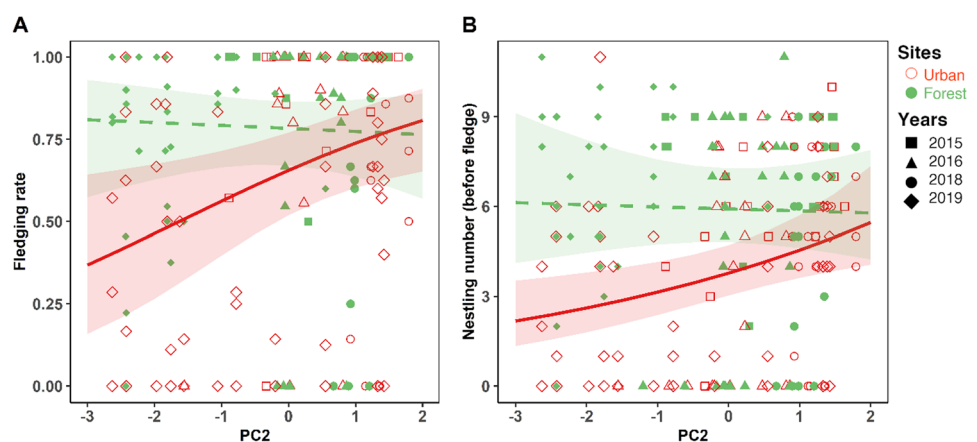 A
Fledging rate
1.00
0.75
0.50
0.25
0.00
-3 -2 -1 0 1 2
PC2
B
Nestling number (before fledge)
9
6
3
0
-3 -2 -1 0 1 2
PC2
Sites
Urban
Forest
Years
2015
2016
2018
2019